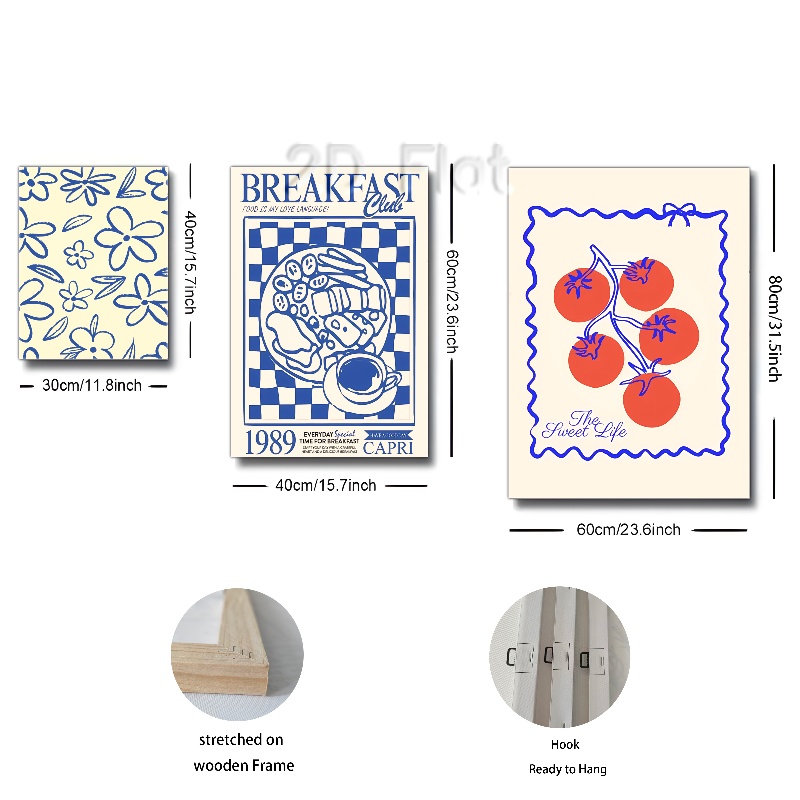 2D Flat
BREAKFAST
Club
FOOD IS MY LOVE LANGUAGE!
1989
EVERYDAY Special
TIME FOR BREAKFAST
CAPRI
The
Sweet Life
40cm/15.7inch
30cm/11.8inch
60cm/23.6inch
40cm/15.7inch
80cm/31.5inch
60cm/23.6inch
stretched on
wooden Frame
Hook
Ready to Hang